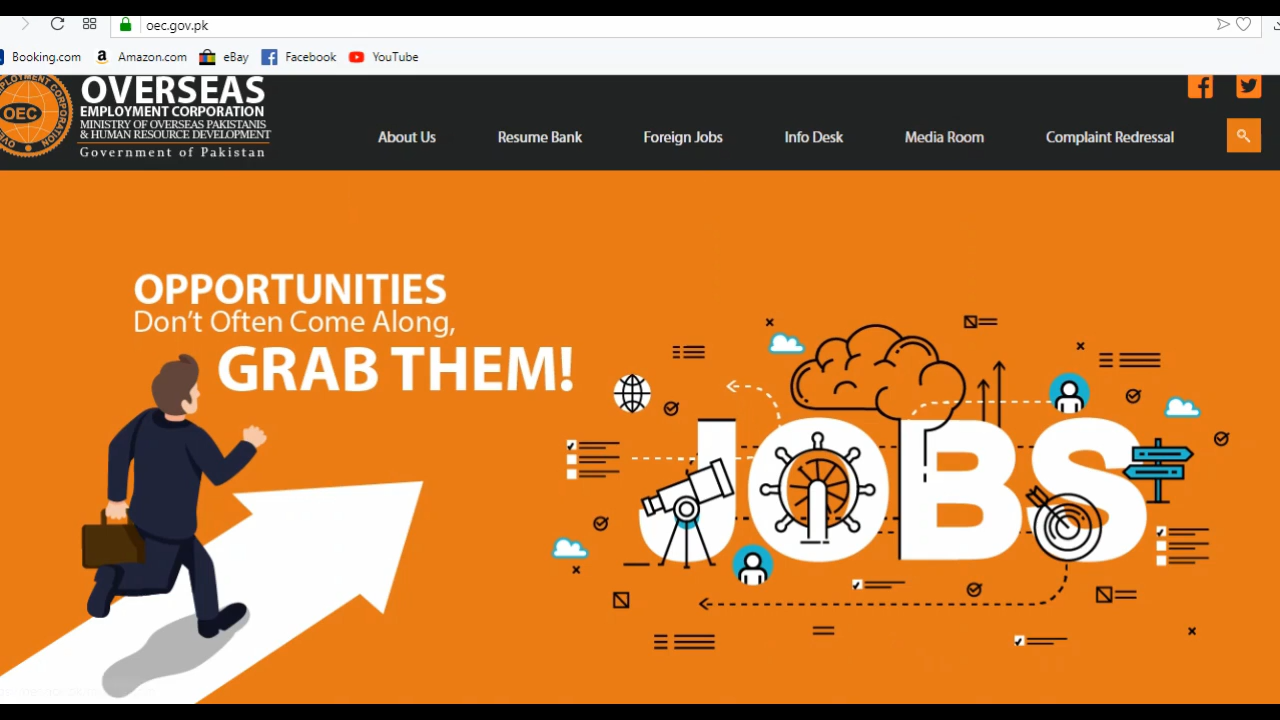 oec.gov.pk
Booking.com Amazon.com eBay Facebook YouTube
OEC
OVERSEAS
EMPLOYMENT CORPORATION
MINISTRY OF OVERSEAS PAKISTANIS
& HUMAN RESOURCE DEVELOPMENT
Government of Pakistan
About Us Resume Bank Foreign Jobs Info Desk Media Room Complaint Redressal
OPPORTUNITIES
Don't Often Come Along,
GRAB THEM!
JOBS